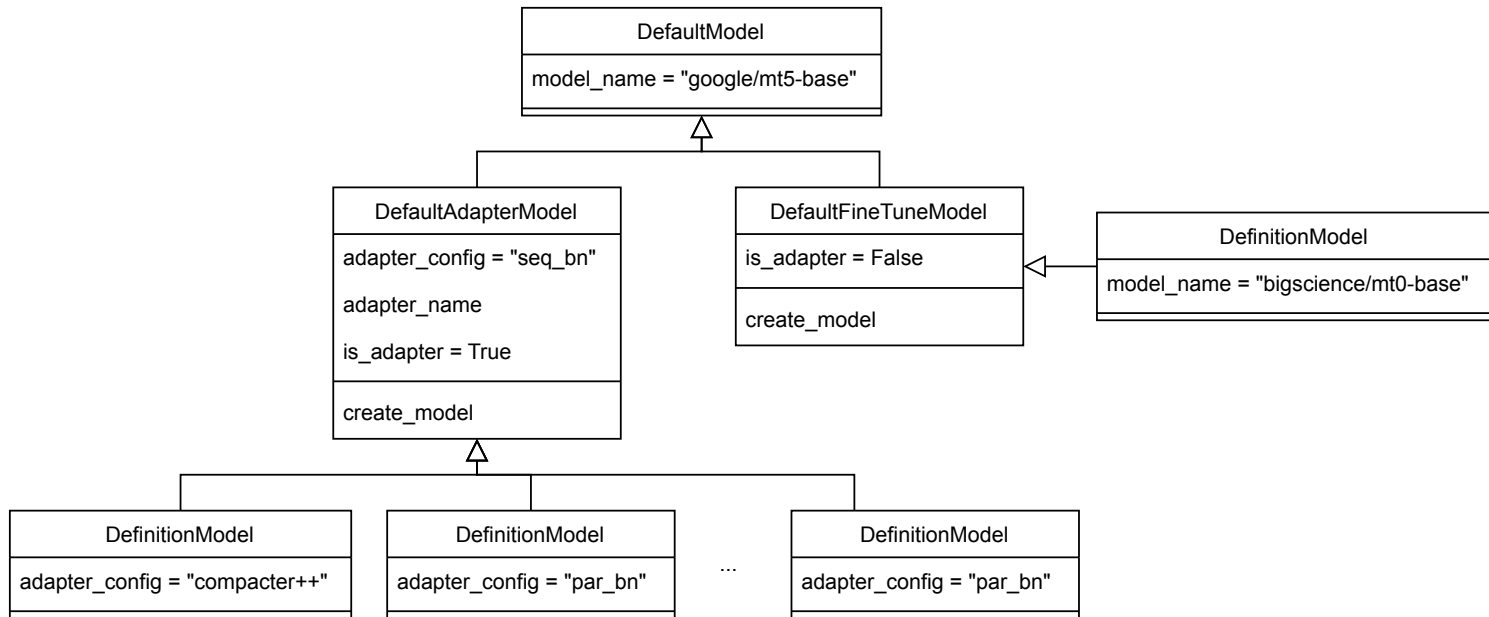 DefaultModel
model_name = "google/mt5-base"
DefaultAdapterModel
adapter_config = "seq_bn"
adapter_name
is_adapter = True
create_model
DefaultFineTuneModel
is_adapter = False
create_model
DefinitionModel
model_name = "bigscience/mt0-base"
DefinitionModel
adapter_config = "compacter++"
DefinitionModel
adapter_config = "par_bn"
...
DefinitionModel
adapter_config = "par_bn"